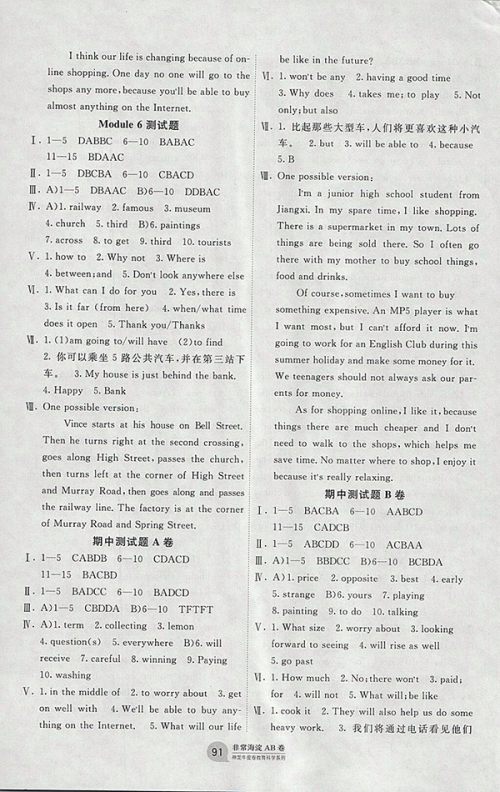 I think our life is changing because of on-
line shopping. One day no one will go to the
shops any more, because you'll be able to buy
almost anything on the Internet.
Module 6 测试题
Ⅰ. 1—5 DABBC 6—10 BABAC
11—15 BDAAC
Ⅱ. 1—5 DBCBA 6—10 CBACD
Ⅲ. A)1—5 DBAAC B)6—10 DDBAC
Ⅳ. A)1. railway 2. famous 3. museum
4. church 5. third B)6. paintings
7. across 8. to get 9. third 10. tourists
Ⅴ. 1. how to 2. Why not 3. Where is
4. between;and 5. Don't look anywhere else
Ⅵ. 1. What can I do for you 2. Yes, there is
3. Is it far (from here) 4. when/what time
does it open 5. Thank you/Thanks
Ⅶ. 1. (1)am going to/will (2)to find
2. 你可以乘坐 5 路公共汽车,并在第三站下
车。 3. My house is just behind the bank.
4. Happy 5. Bank
Ⅷ. One possible version:
Vince starts at his house on Bell Street.
Then he turns right at the second crossing,
goes along High Street, passes the church,
then turns left at the corner of High Street
and Murray Road, then goes along and passes
the railway line. The factory is at the corner
of Murray Road and Spring Street.
期中测试题 A 卷
Ⅰ. 1—5 CABDB 6—10 CDACD
11—15 BACBD
Ⅱ. 1—5 BADCC 6—10 BADCD
Ⅲ. A)1—5 CBDDA B)6—10 TFTFT
Ⅳ. A)1. term 2. collecting 3. lemon
4. question(s) 5. everywhere B)6. will
receive 7. careful 8. winning 9. Paying
10. washing
Ⅴ. 1. in the middle of 2. to worry about 3. get
on well with 4. You'll be able to buy any-
thing on the Internet. 5. What will our life
be like in the future?
Ⅵ. 1. won't be any 2. having a good time
3. Why does 4. takes me; to play 5. Not
only;but also
Ⅶ. 1. 比起那些大型车,人们将更喜欢这种小汽
车。 2. but 3. will be able to 4. because
5. B
Ⅷ. One possible version:
I'm a junior high school student from
Jiangxi. In my spare time, I like shopping.
There is a supermarket in my town. Lots of
things are being sold there. So I often go
there with my mother to buy school things,
food and drinks.
Of course, sometimes I want to buy
something expensive. An MP5 player is what
I want most, but I can't afford it now. I'm
going to work for an English Club during this
summer holiday and make some money for it.
We teenagers should not always ask our par-
ents for money.
As for shopping online, I like it, because
things there are much cheaper and I don't
need to walk to the shops, which helps me
save time. No matter where to shop, I enjoy it
because it's really relaxing.
期中测试题 B 卷
Ⅰ. 1—5 BACBA 6—10 AABCD
11—15 CADCB
Ⅱ. 1—5 ABCDD 6—10 ACBAA
Ⅲ. A)1—5 BBDCC B)6—10 BCBDA
Ⅳ. A)1. price 2. opposite 3. best 4. early
5. strange B)6. yours 7. playing
8. painting 9. to do 10. talking
Ⅴ. 1. What size 2. worry about 3. looking
forward to seeing 4. will rise as well
5. go past
Ⅵ. 1. How much 2. No;there won't 3. paid;
for 4. will not 5. What will;be like
Ⅶ. 1. cook it 2. They will also help us do some
heavy work. 3. 我们将通过电话看见他们
91
非常海淀 AB 卷